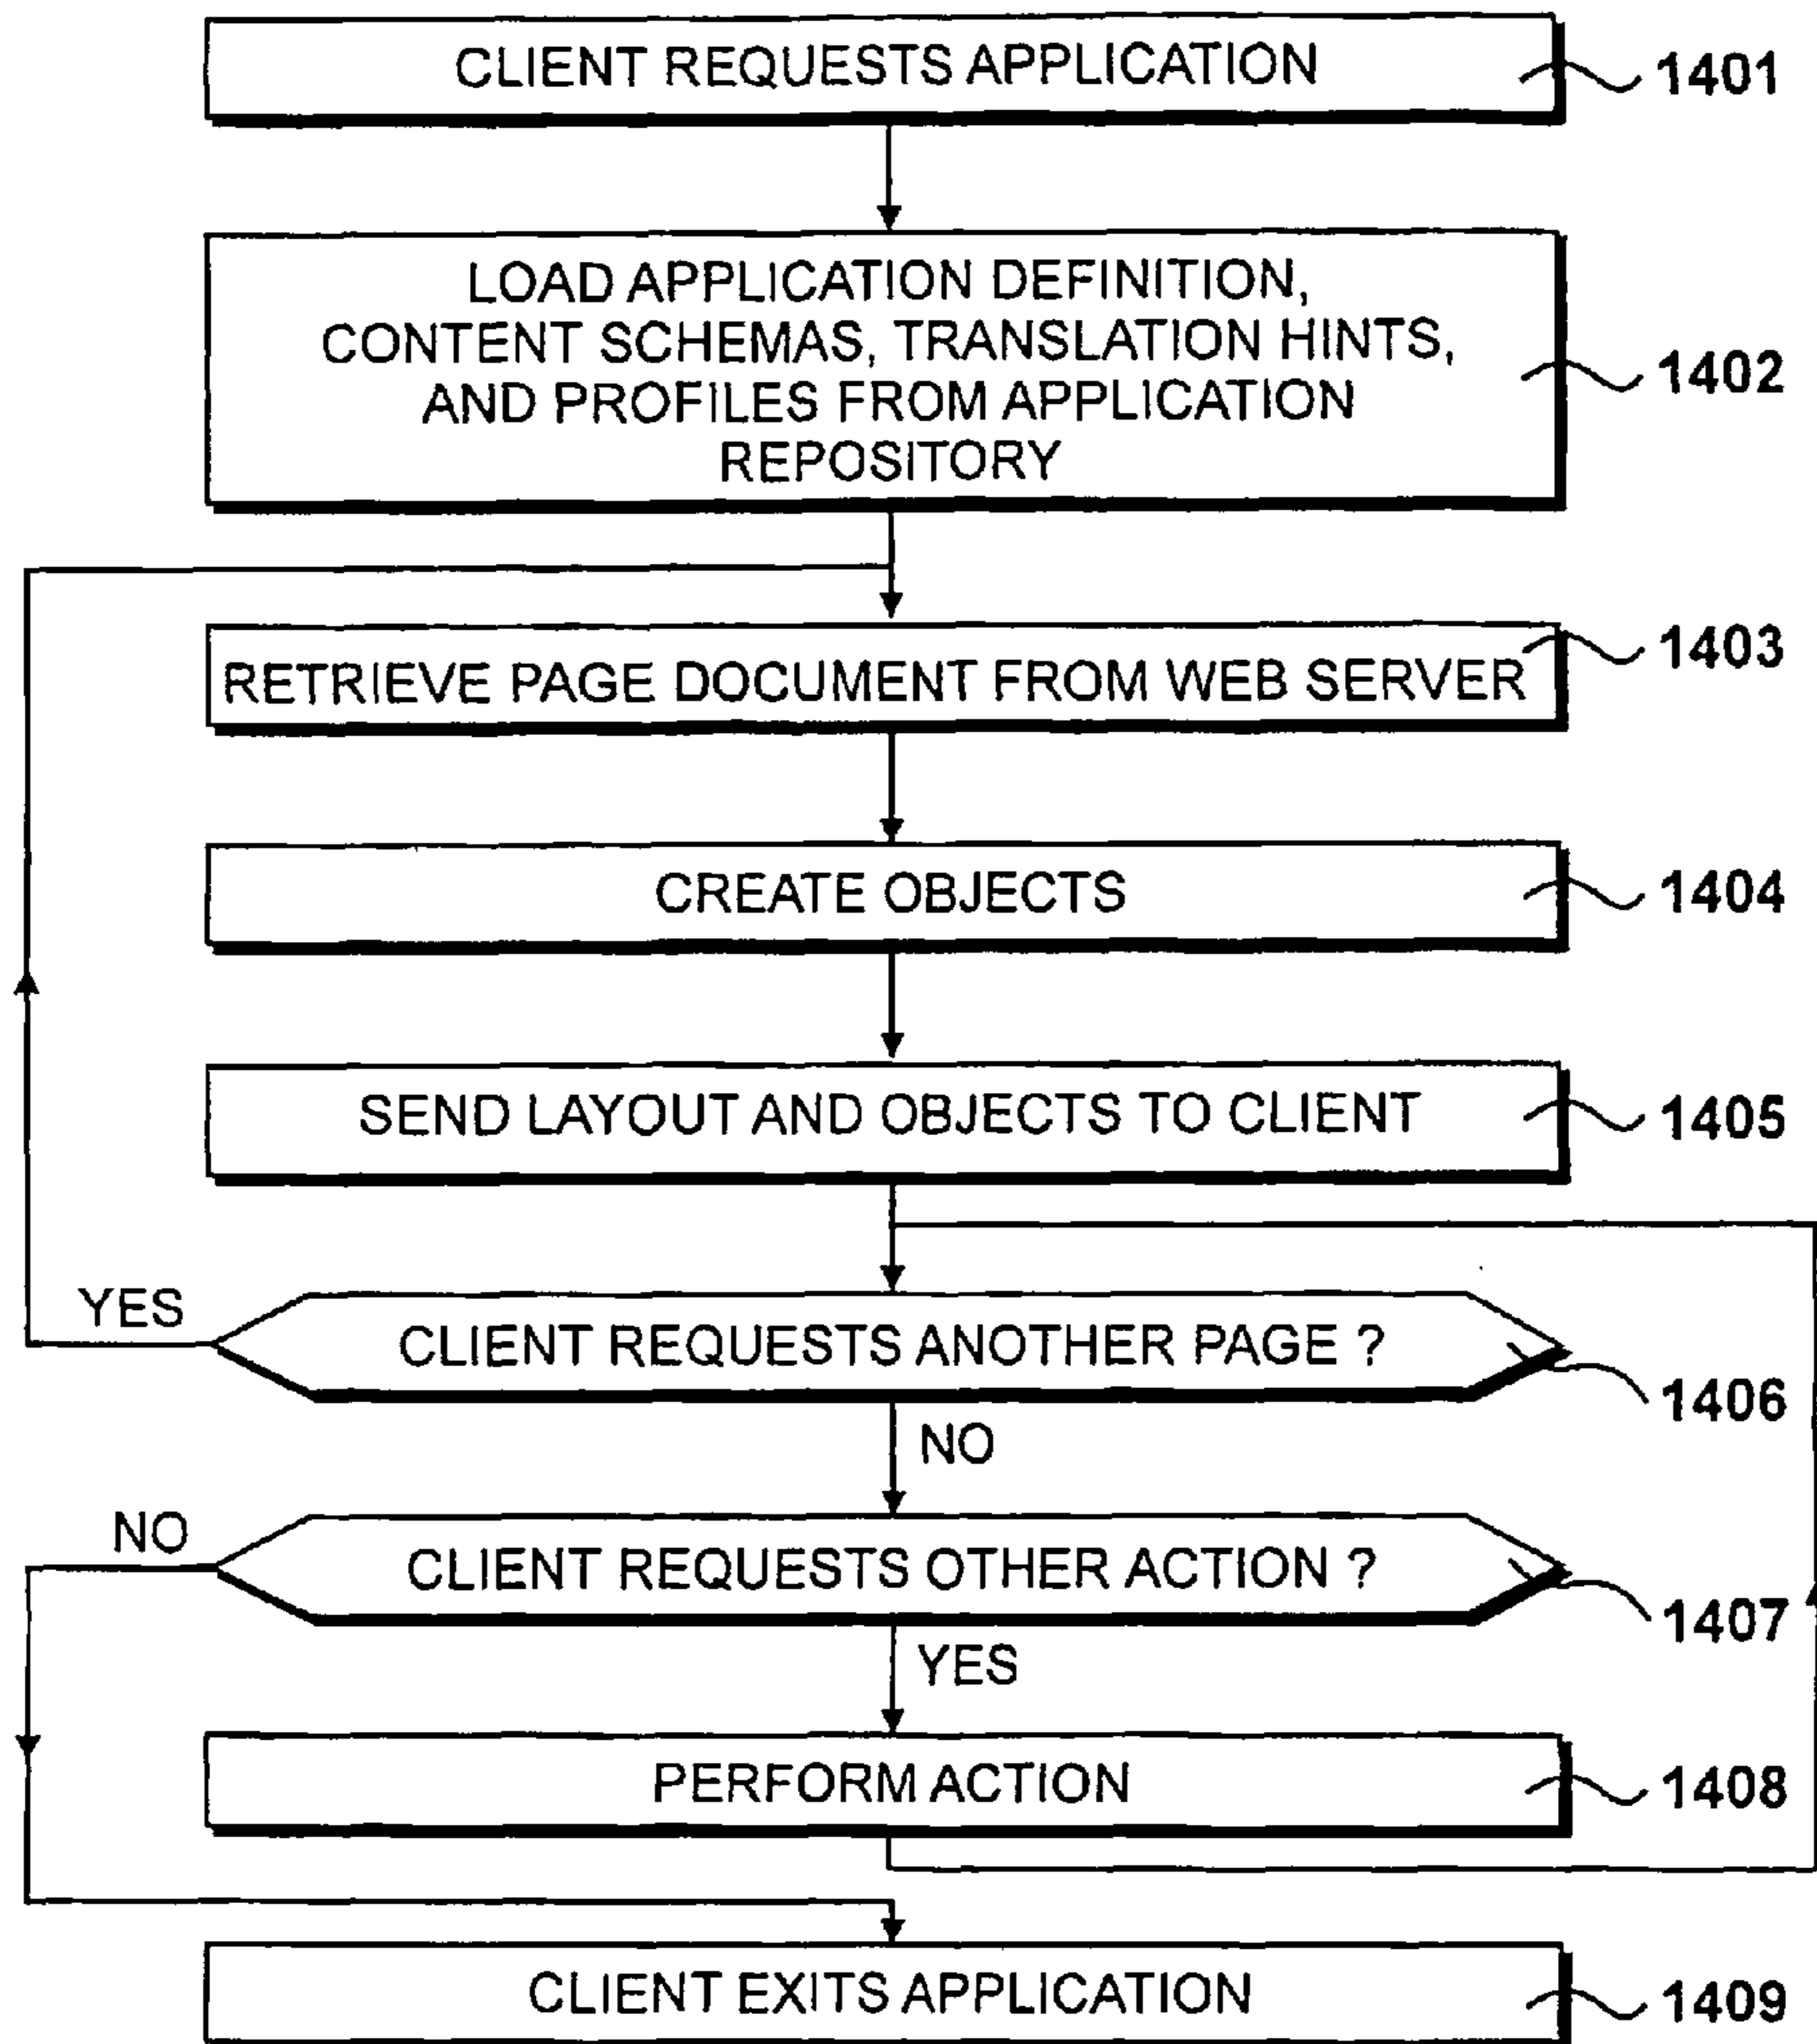 CLIENT REQUESTS APPLICATION
1401
LOAD APPLICATION DEFINITION,
CONTENT SCHEMAS, TRANSLATION HINTS,
AND PROFILES FROM APPLICATION
REPOSITORY
1402
RETRIEVE PAGE DOCUMENT FROM WEB SERVER
1403
CREATE OBJECTS
1404
SEND LAYOUT AND OBJECTS TO CLIENT
1405
YES
CLIENT REQUESTS ANOTHER PAGE ?
1406
NO
NO
CLIENT REQUESTS OTHER ACTION ?
1407
YES
PERFORM ACTION
1408
CLIENT EXITS APPLICATION
1409